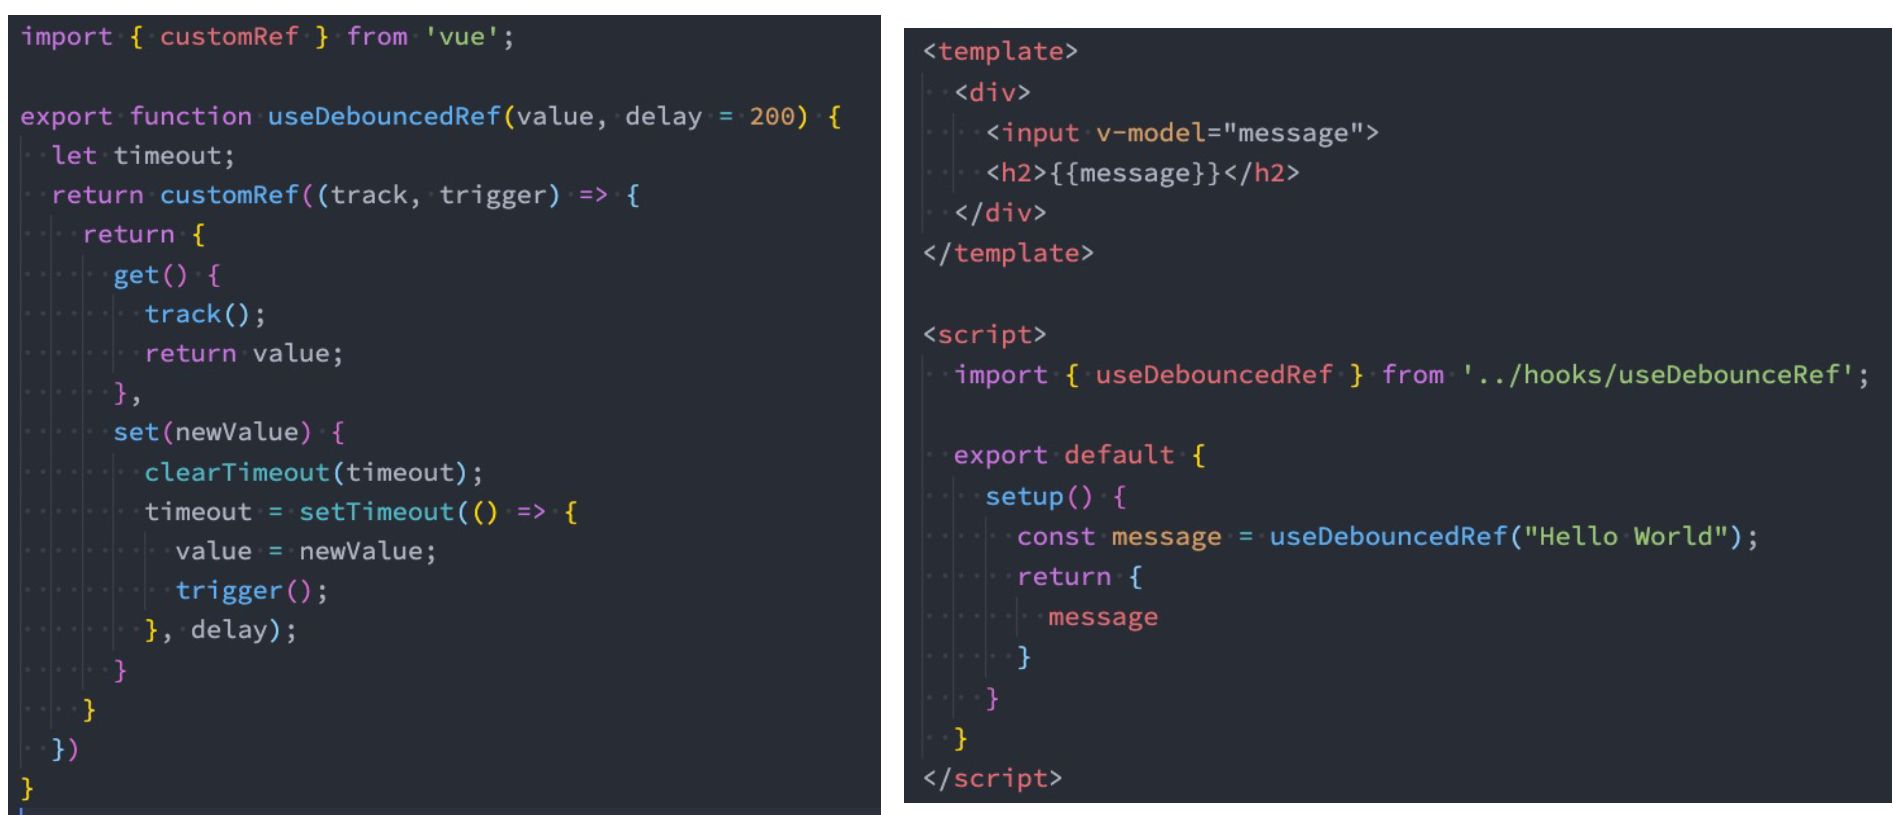 import { customRef } from 'vue';

export function useDebouncedRef(value, delay = 200) {
  let timeout;
  return customRef((track, trigger) => {
    return {
      get() {
        track();
        return value;
      },
      set(newValue) {
        clearTimeout(timeout);
        timeout = setTimeout(() => {
          value = newValue;
          trigger();
        }, delay);
      }
    }
  })
}

<template>
  <div>
    <input v-model="message">
    <h2>{{message}}</h2>
  </div>
</template>

<script>
  import { useDebouncedRef } from '../hooks/useDebounceRef';

  export default {
    setup() {
      const message = useDebouncedRef("Hello World");
      return {
        message
      }
    }
  }
</script>